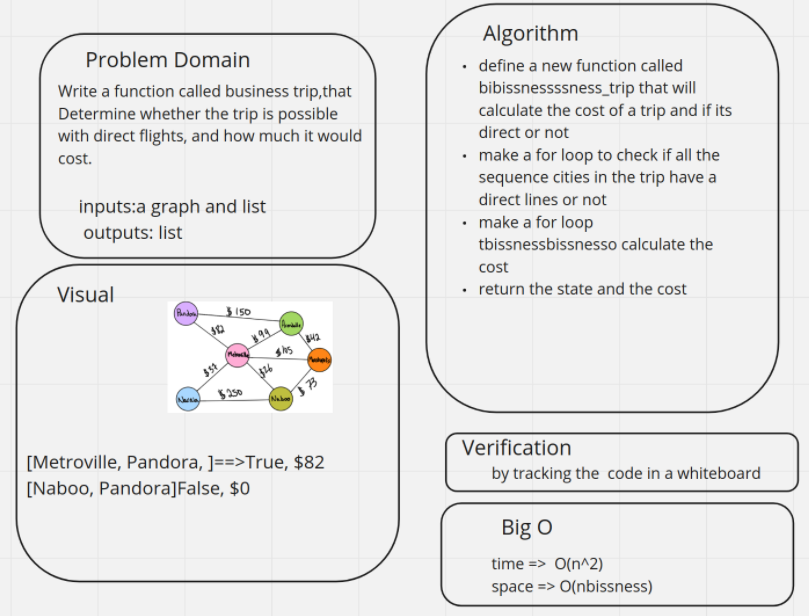 Problem Domain
Write a function called business trip,that
Determine whether the trip is possible
with direct flights, and how much it would
cost.
inputs:a graph and list
outputs: list
Visual
Pandora
$ 150
$82
$99
$42
Metroville
$105
$37
$26
$ 73
Narnia
$ 250
Naboo
[Metroville, Pandora, ]==>True, $82
[Naboo, Pandora]False, $0
Algorithm
• define a new function called
bibissnessssness_trip that will
calculate the cost of a trip and if its
direct or not
• make a for loop to check if all the
sequence cities in the trip have a
direct lines or not
• make a for loop
tbissnessbissnesso calculate the
cost
• return the state and the cost
Verification
by tracking the code in a whiteboard
Big O
time => O(n^2)
space => O(nbissness)